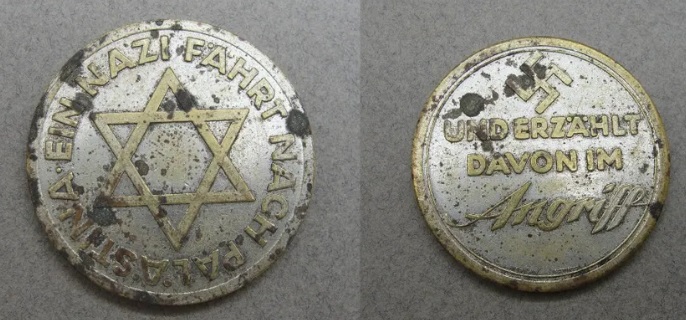 EIN NAZI FÄHRT NACH PALÄSTINA
UND ERZÄHLT
DAVON IM
Angriff